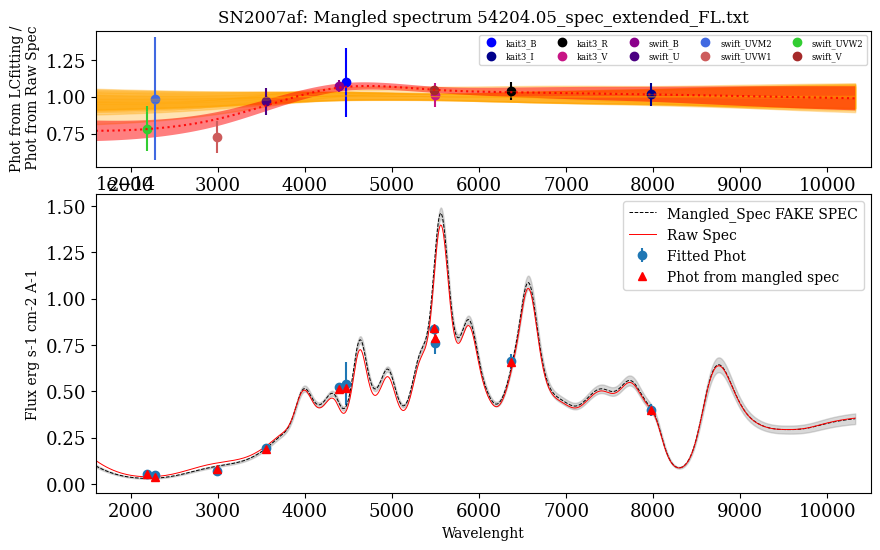 SN2007af: Mangled spectrum 54204.05_spec_extended_FL.txt
Phot from LCfitting /
Phot from Raw Spec
1.25
1.00
0.75
kait3_B kait3_R swift_B swift_UVM2 swift_UVW2
kait3_I kait3_V swift_U swift_UVW1 swift_V
2000 3000 4000 5000 6000 7000 8000 9000 10000
1e−14
Flux erg s-1 cm-2 A-1
1.50
1.25
1.00
0.75
0.50
0.25
0.00
Mangled_Spec FAKE SPEC
Raw Spec
Fitted Phot
Phot from mangled spec
2000 3000 4000 5000 6000 7000 8000 9000 10000
Wavelenght